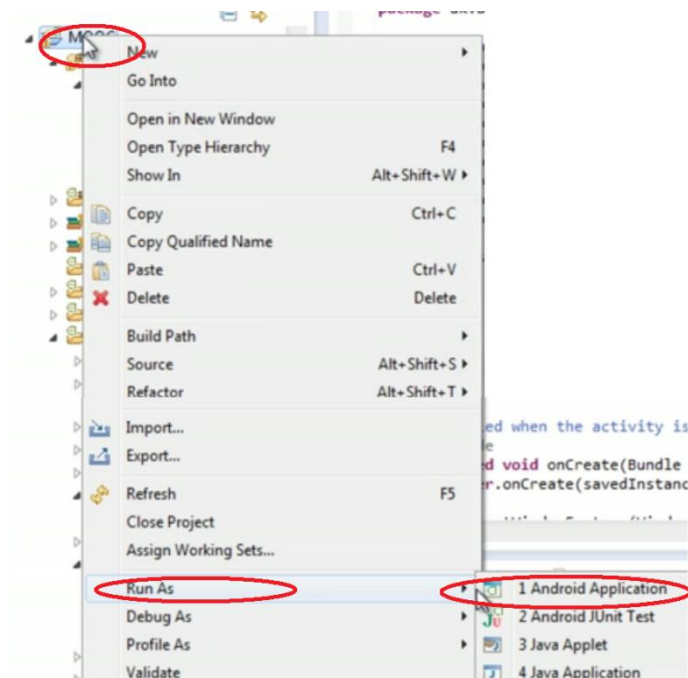 package
MOOC
New
Go Into
Open in New Window
Open Type Hierarchy F4
Show In Alt+Shift+W
Copy Ctrl+C
Copy Qualified Name
Paste Ctrl+V
Delete Delete
Build Path
Source Alt+Shift+S
Refactor Alt+Shift+T
Import...
ed when the activity is
Export...
d void onCreate(Bundle
r.onCreate(savedInstanc
Refresh F5
Close Project
Assign Working Sets...
Run As
1 Android Application
Debug As
2 Android JUnit Test
Profile As
3 Java Applet
Validate
4 Java Application